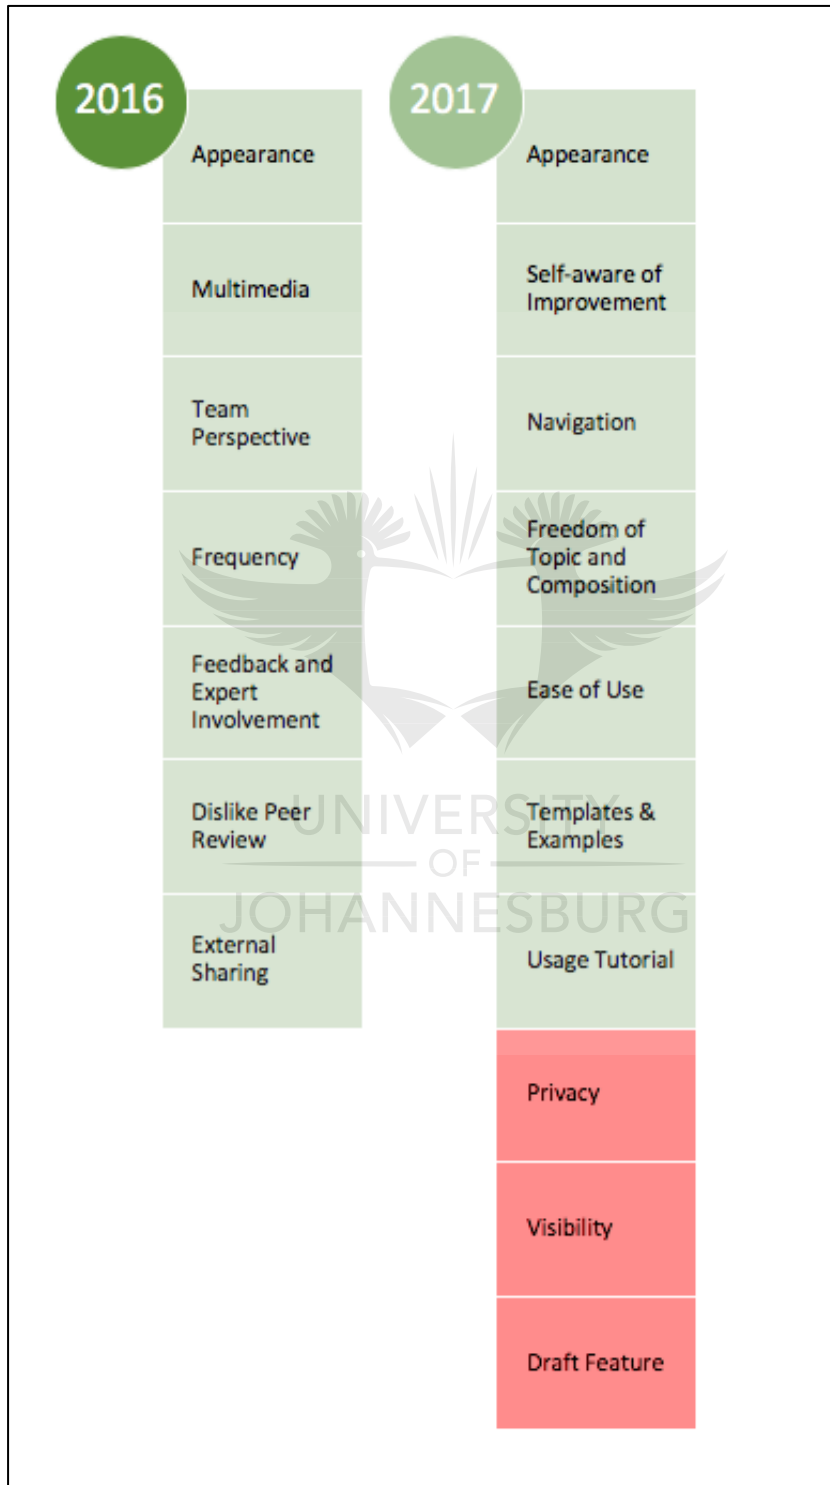 2016
Appearance
Multimedia
Team
Perspective
Frequency
Feedback and
Expert
Involvement
Dislike Peer
Review
External
Sharing
2017
Appearance
Self-aware of
Improvement
Navigation
Freedom of
Topic and
Composition
Ease of Use
Templates &
Examples
Usage Tutorial
Privacy
Visibility
Draft Feature
UNIVERSITY
OF
JOHANNESBURG